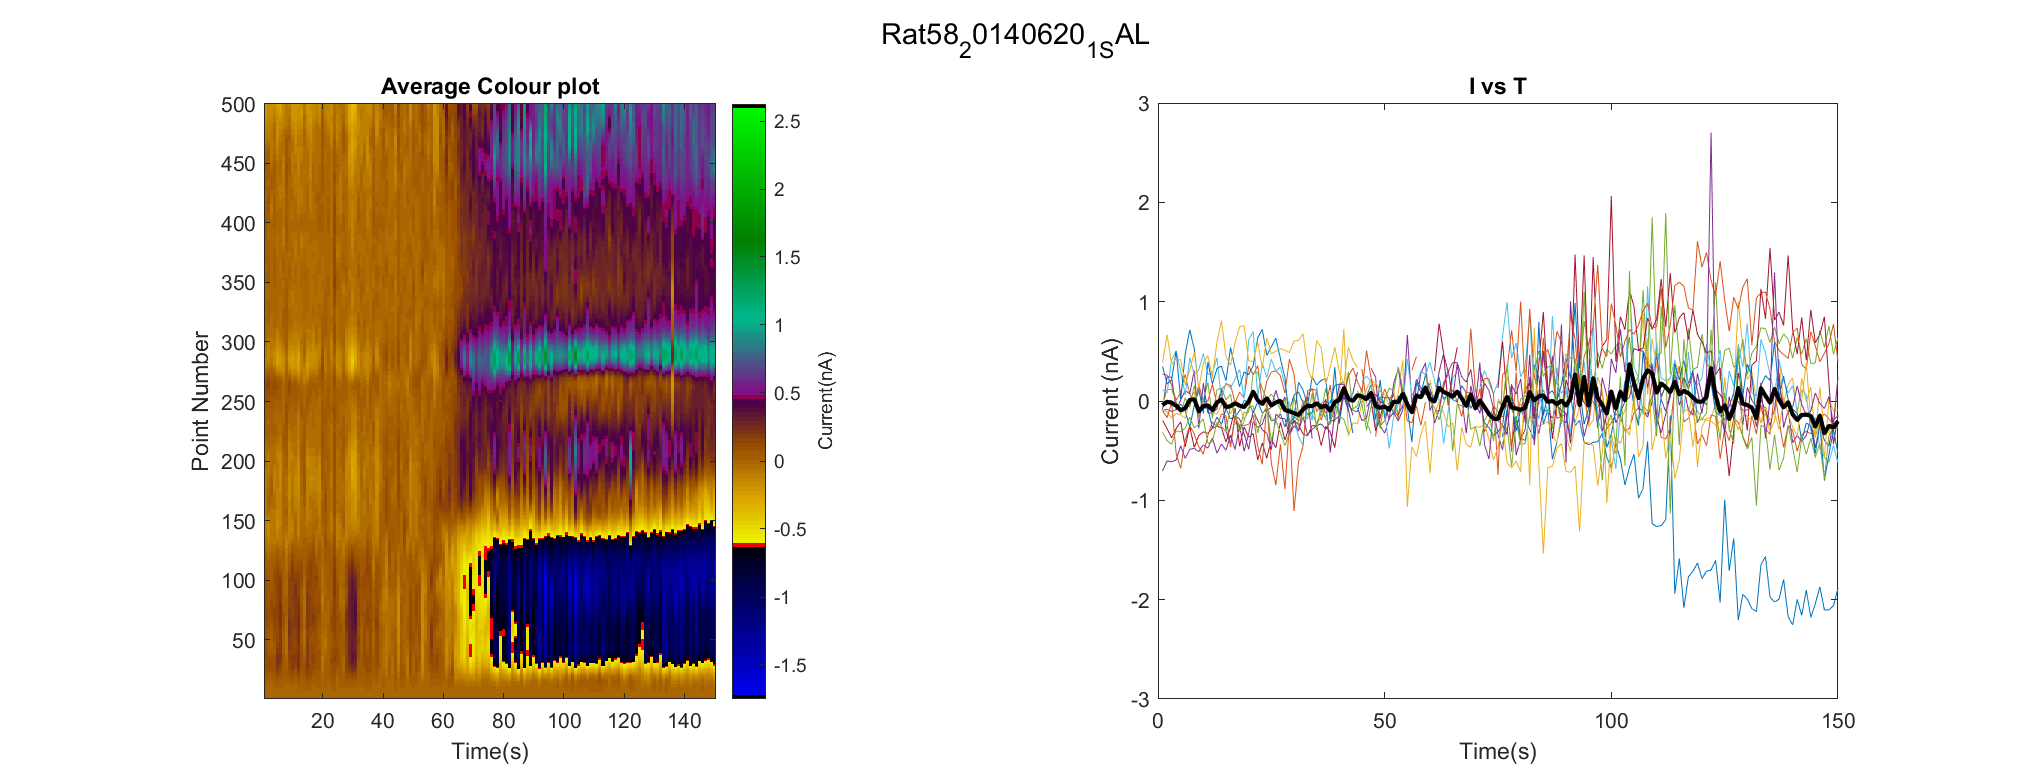 Rat58₂0140620₁SAL
Average Colour plot
500
450
400
350
300
250
200
150
100
50
Point Number
20 40 60 80 100 120 140
Time(s)
2.5
2
1.5
1
0.5
0
-0.5
-1
-1.5
Current(nA)
I vs T
3
2
1
0
-1
-2
-3
Current (nA)
0 50 100 150
Time(s)